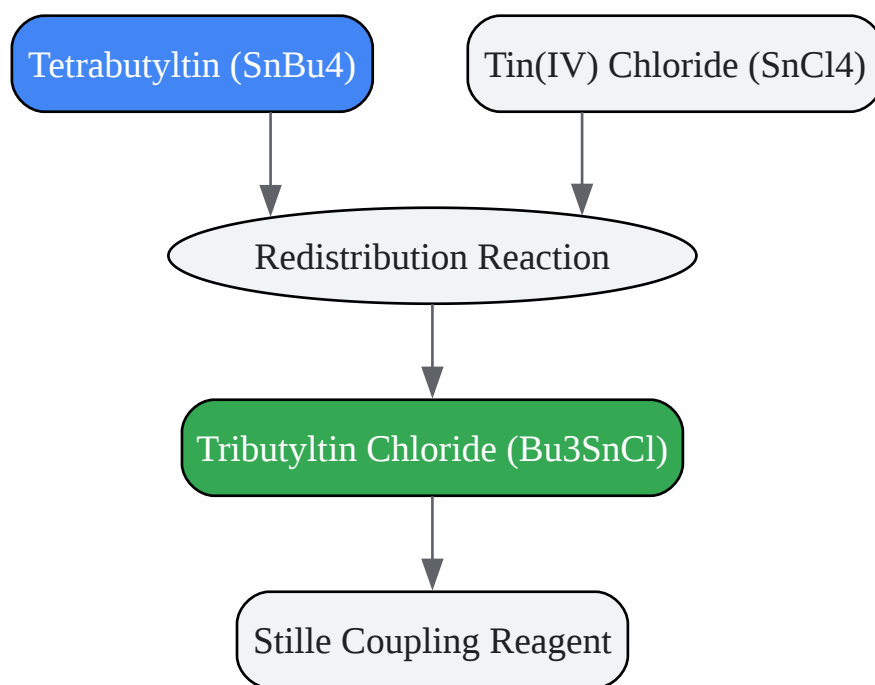 Tetrabutyltin (SnBu4)
Tin(IV) Chloride (SnCl4)
Redistribution Reaction
Tributyltin Chloride (Bu3SnCl)
Stille Coupling Reagent